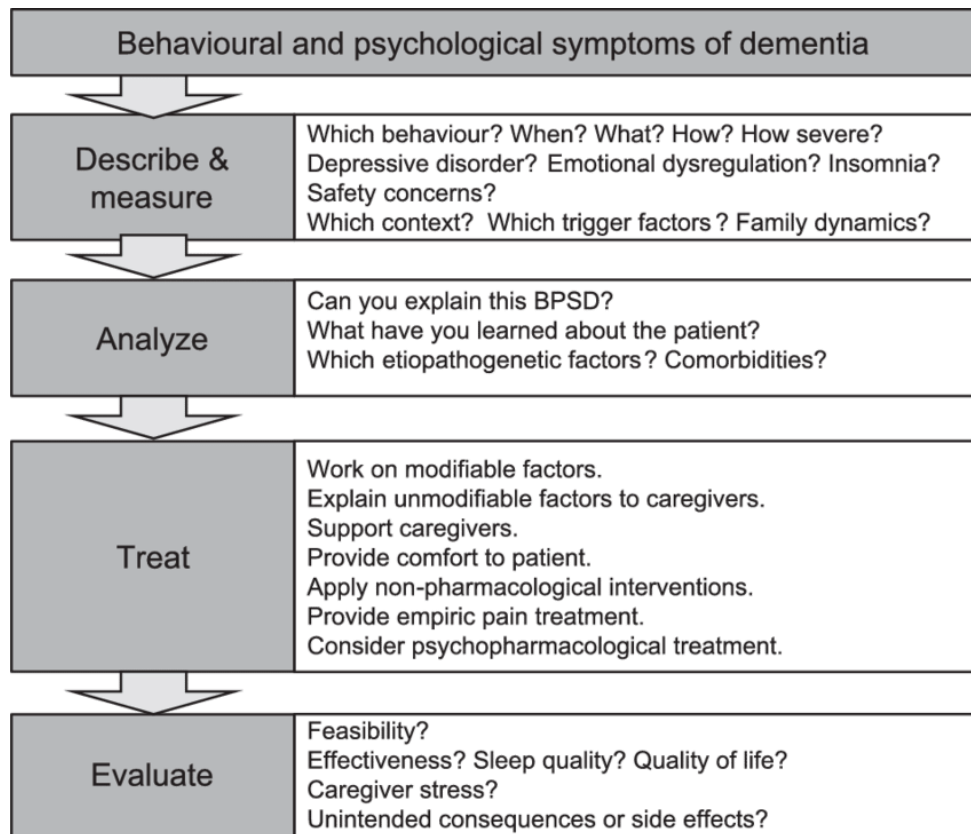 Behavioural and psychological symptoms of dementia
Describe &
measure
Which behaviour? When? What? How? How severe?
Depressive disorder? Emotional dysregulation? Insomnia?
Safety concerns?
Which context? Which trigger factors? Family dynamics?
Analyze
Can you explain this BPSD?
What have you learned about the patient?
Which etiopathogenetic factors? Comorbidities?
Treat
Work on modifiable factors.
Explain unmodifiable factors to caregivers.
Support caregivers.
Provide comfort to patient.
Apply non-pharmacological interventions.
Provide empiric pain treatment.
Consider psychopharmacological treatment.
Evaluate
Feasibility?
Effectiveness? Sleep quality? Quality of life?
Caregiver stress?
Unintended consequences or side effects?